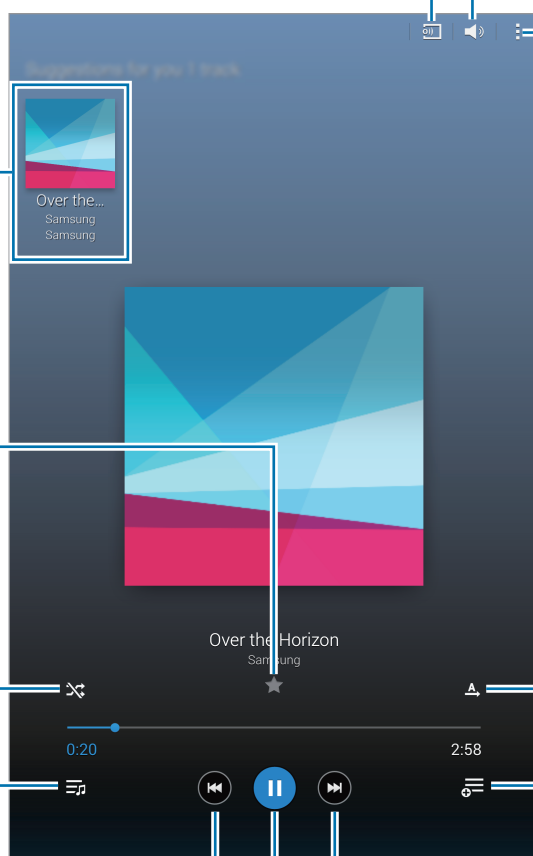 Suggestions for you 1 track
Over the...
Samsung
Samsung
Over the Horizon
Samsung
A
0:20
2:58